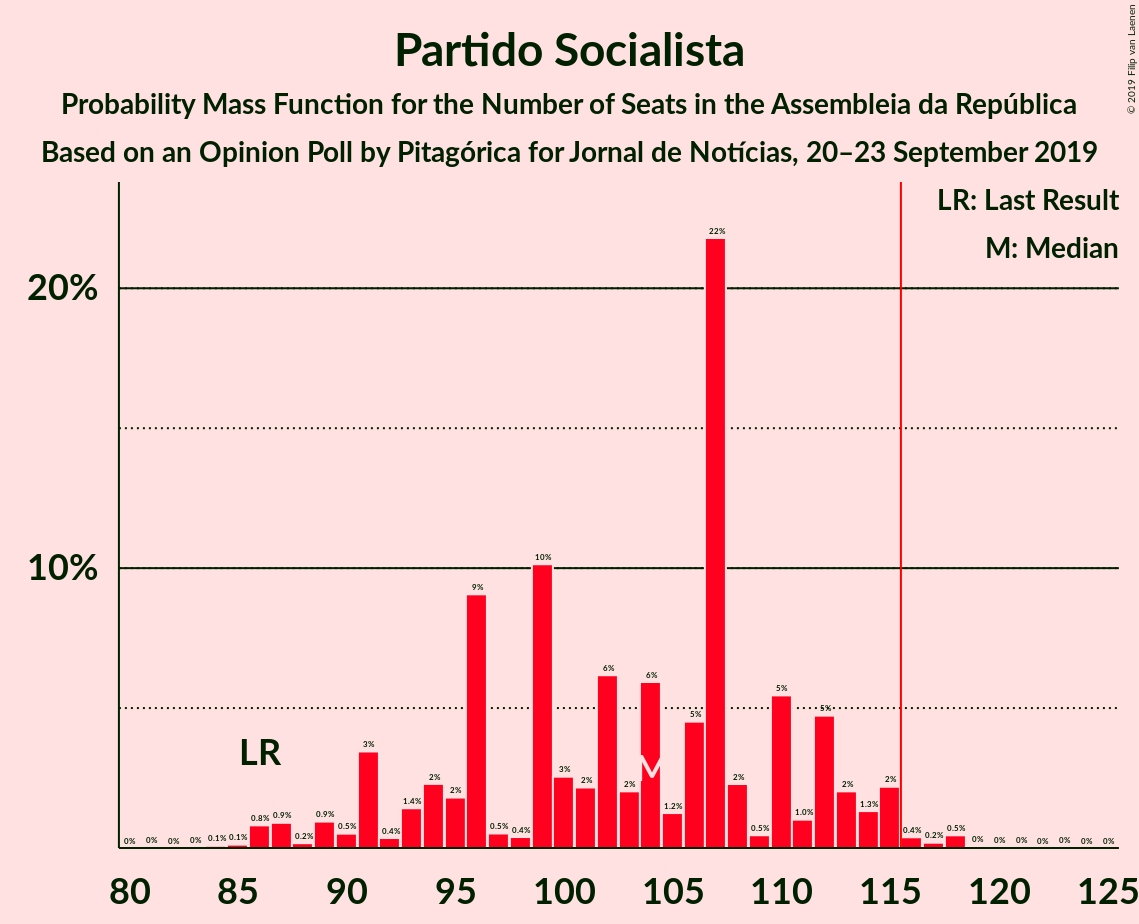 Partido Socialista
Probability Mass Function for the Number of Seats in the Assembleia da República
Based on an Opinion Poll by Pitagórica for Jornal de Notícias, 20–23 September 2019
© 2019 Filip van Laenen
LR: Last Result
M: Median
20%
10%
LR
M
0% 0% 0% 0% 0.1% 0.1% 0.8% 0.9% 0.2% 0.9% 0.5% 3% 0.4% 1.4% 2% 2% 9% 0.5% 0.4% 10% 3% 2% 6% 2% 6% 1.2% 5% 22% 2% 0.5% 5% 1.0% 5% 2% 1.3% 2% 0.4% 0.2% 0.5% 0% 0% 0% 0% 0% 0% 0%
80 85 90 95 100 105 110 115 120 125